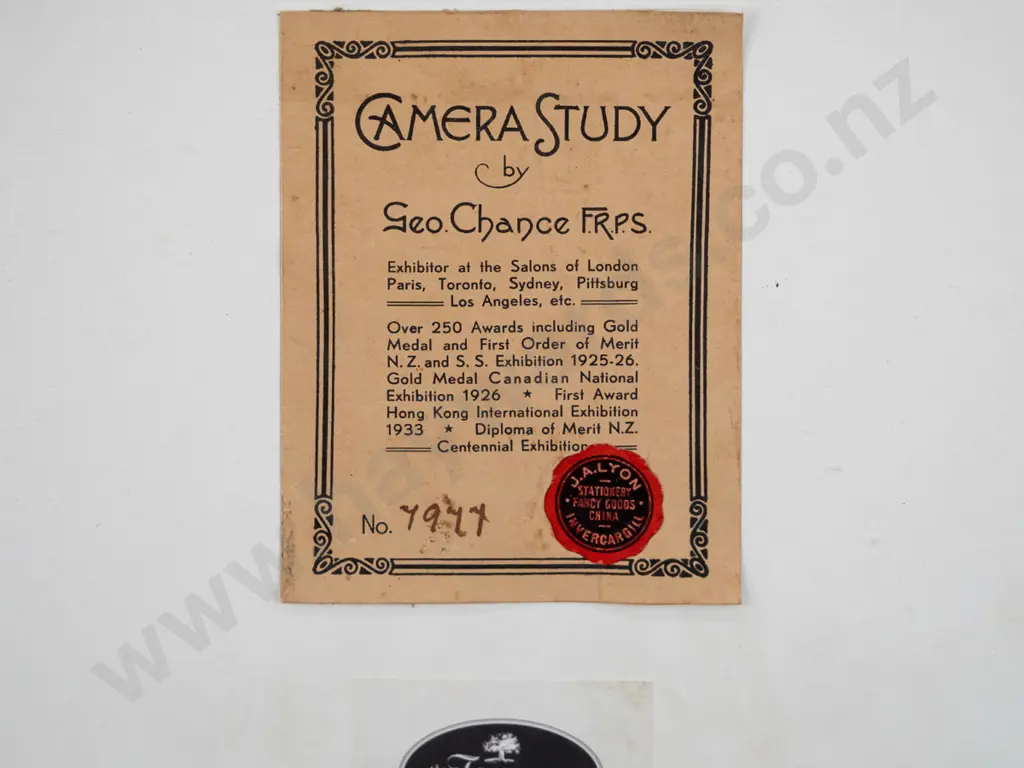 CAMERA STUDY
by
Geo. Chance F.R.P.S.
Exhibitor at the Salons of London
Paris, Toronto, Sydney, Pittsburg
Los Angeles, etc.
Over 250 Awards including Gold
Medal and First Order of Merit
N. Z. and S. S. Exhibition 1925-26.
Gold Medal Canadian National
Exhibition 1926 * First Award
Hong Kong International Exhibition
1933 * Diploma of Merit N.Z.
Centennial Exhibition
J.A. LYON
STATIONERY
FANCY GOODS
CHINA
INVERCARGILL
No.